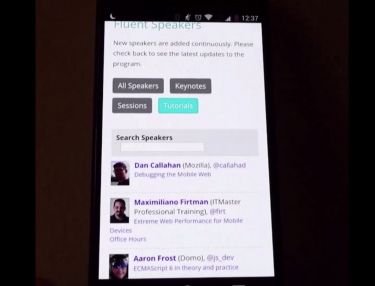 12:37
Fluent Speakers
New speakers are added continuously. Please
check back to see the latest updates to the
program.
All Speakers
Keynotes
Sessions
Tutorials
Search Speakers
Dan Callahan (Mozilla), @callahad
Debugging the Mobile Web
Maximiliano Firtman (ITMaster
Professional Training), @firt
Extreme Web Performance for Mobile
Devices
Office Hours
Aaron Frost (Domo), @js_dev
ECMAScript 6 in theory and practice